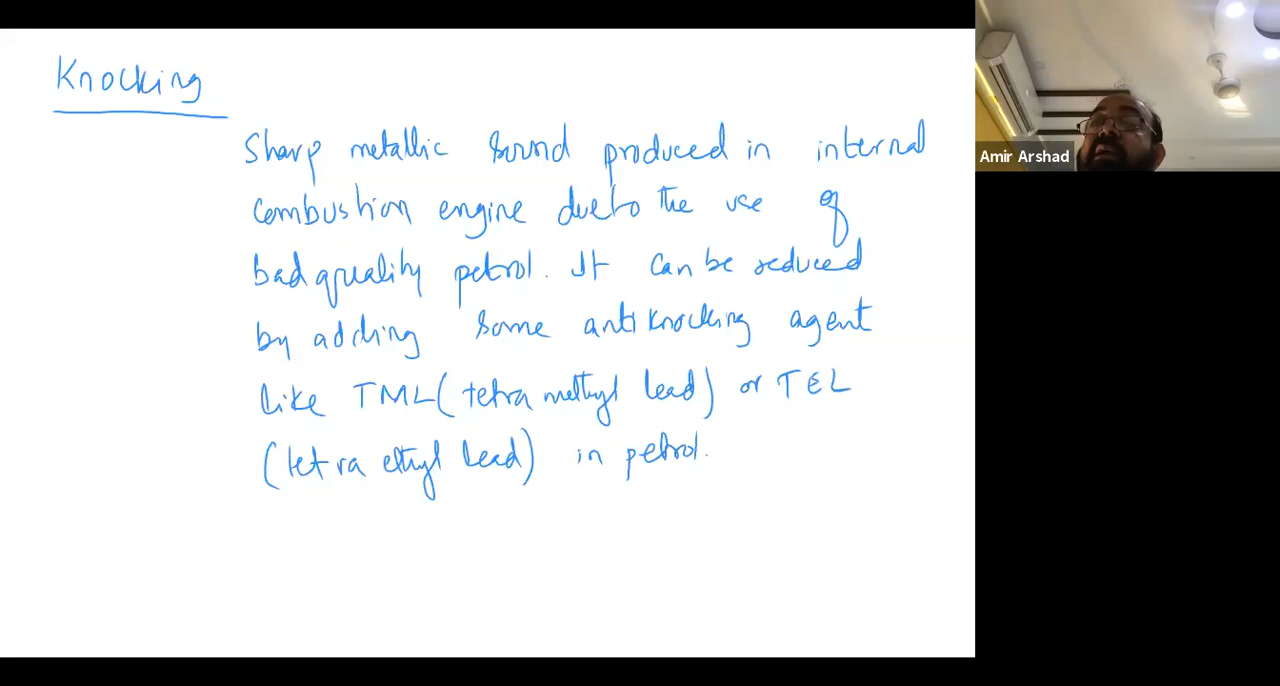 Knocking
Sharp metallic sound produced in internal
combustion engine due to the use of
bad quality petrol. It can be reduced
by adding some antiknocking agent
like TML (tetra methyl lead) or TEL
(tetra ethyl lead) in petrol.
Amir Arshad